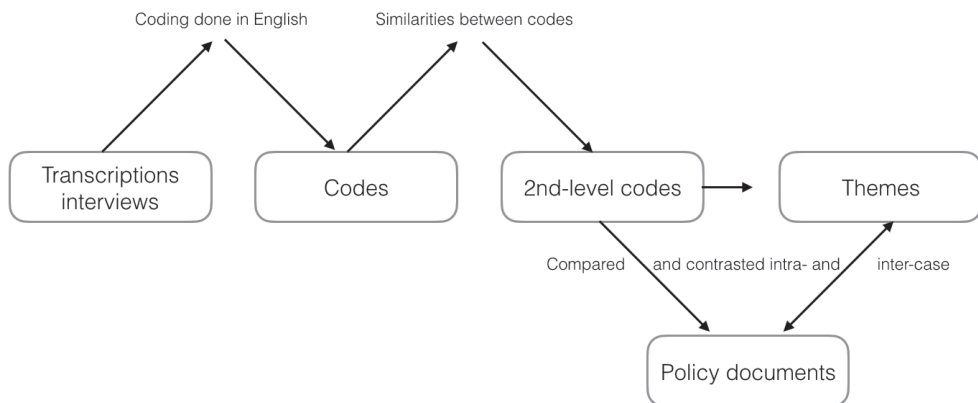 Coding done in English
Similarities between codes
Transcriptions
interviews
Codes
2nd-level codes
Themes
Compared and contrasted intra- and inter-case
Policy documents